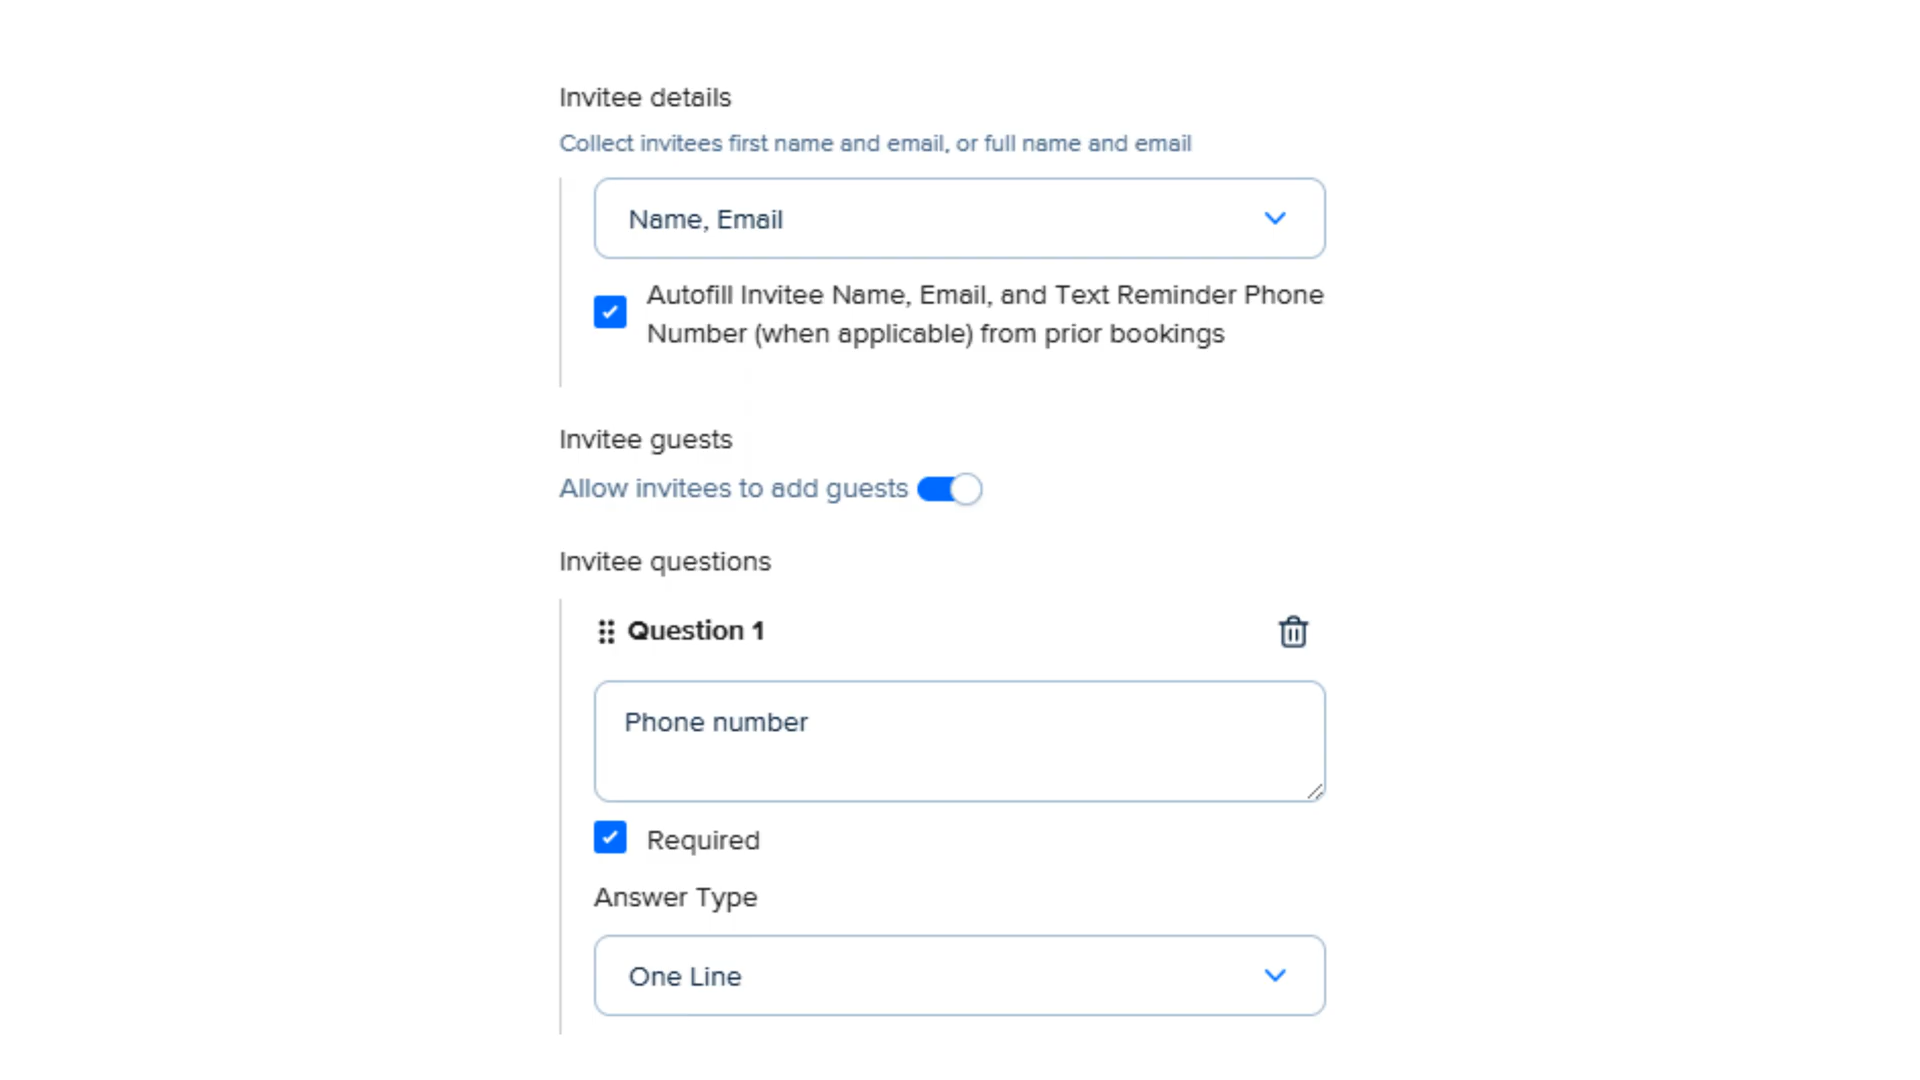 Invitee details
Collect invitees first name and email, or full name and email
Name, Email
Autofill Invitee Name, Email, and Text Reminder Phone
Number (when applicable) from prior bookings
Invitee guests
Allow invitees to add guests
Invitee questions
Question 1
Phone number
Required
Answer Type
One Line